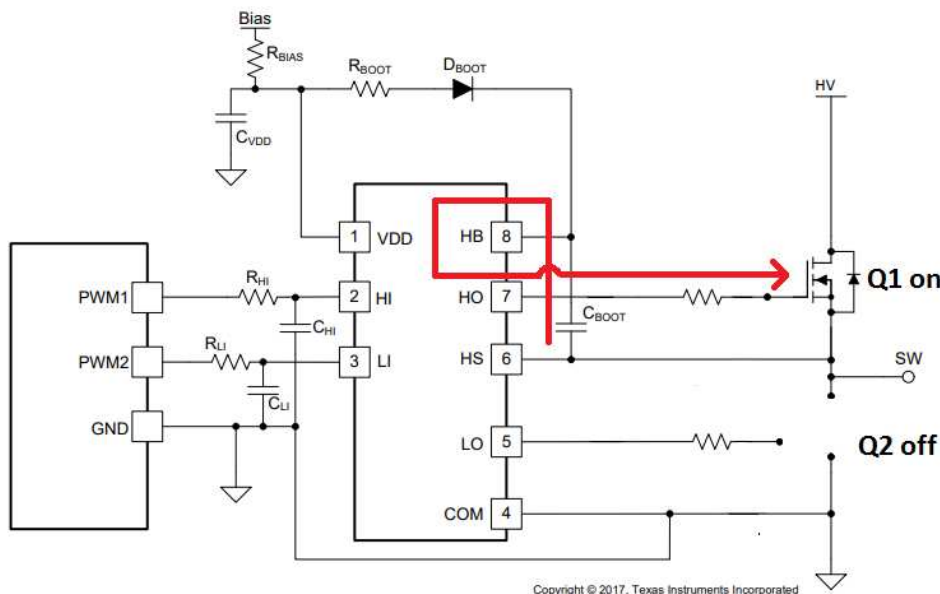 Bias
RBIAS
RBOOT
DBOOT
HV
CVDD
1
VDD
HB
8
Q1 on
PWM1
RHI
2
HI
HO
7
CHI
CBOOT
PWM2
RLI
3
LI
HS
6
SW
CLI
GND
LO
5
Q2 off
COM
4
Copyright © 2017, Texas Instruments Incorporated